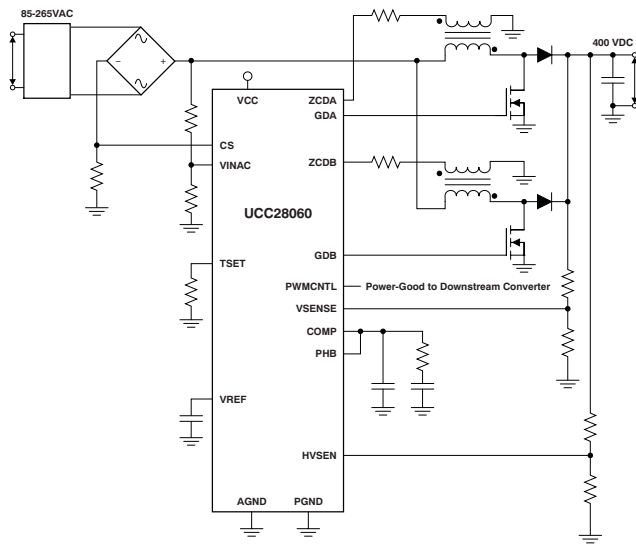 85-265VAC
400 VDC
−
+
VCC
ZCDA
GDA
CS
VINAC
ZCDB
UCC28060
GDB
TSET
PWMCNTL
Power-Good to Downstream Converter
VSENSE
COMP
PHB
VREF
HVSEN
AGND
PGND